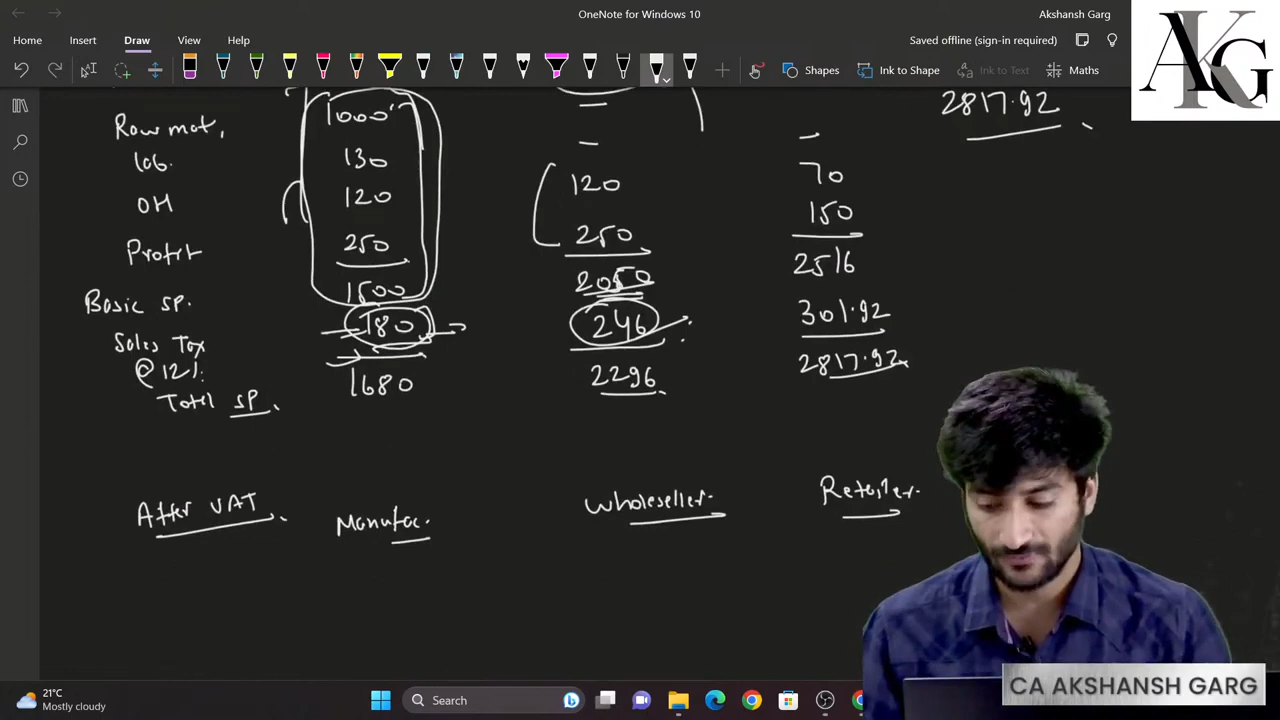 OneNote for Windows 10
Akshansh Garg
Home Insert Draw View Help
Saved offline (sign-in required)
Shapes Ink to Shape Ink to Text Maths
AKG
2817.92
Raw mat. 1000 — —
lab. 130 — 70
OH 120 120 150
Profit 250 250 2516
Basic SP. 1500 2050 301.92
Sales Tax 180 246
@ 12% 2817.92
Total SP. 1680 2296
After VAT Manufac. Wholeseller. Retailer.
CA AKSHANSH GARG
21°C
Mostly cloudy
Search